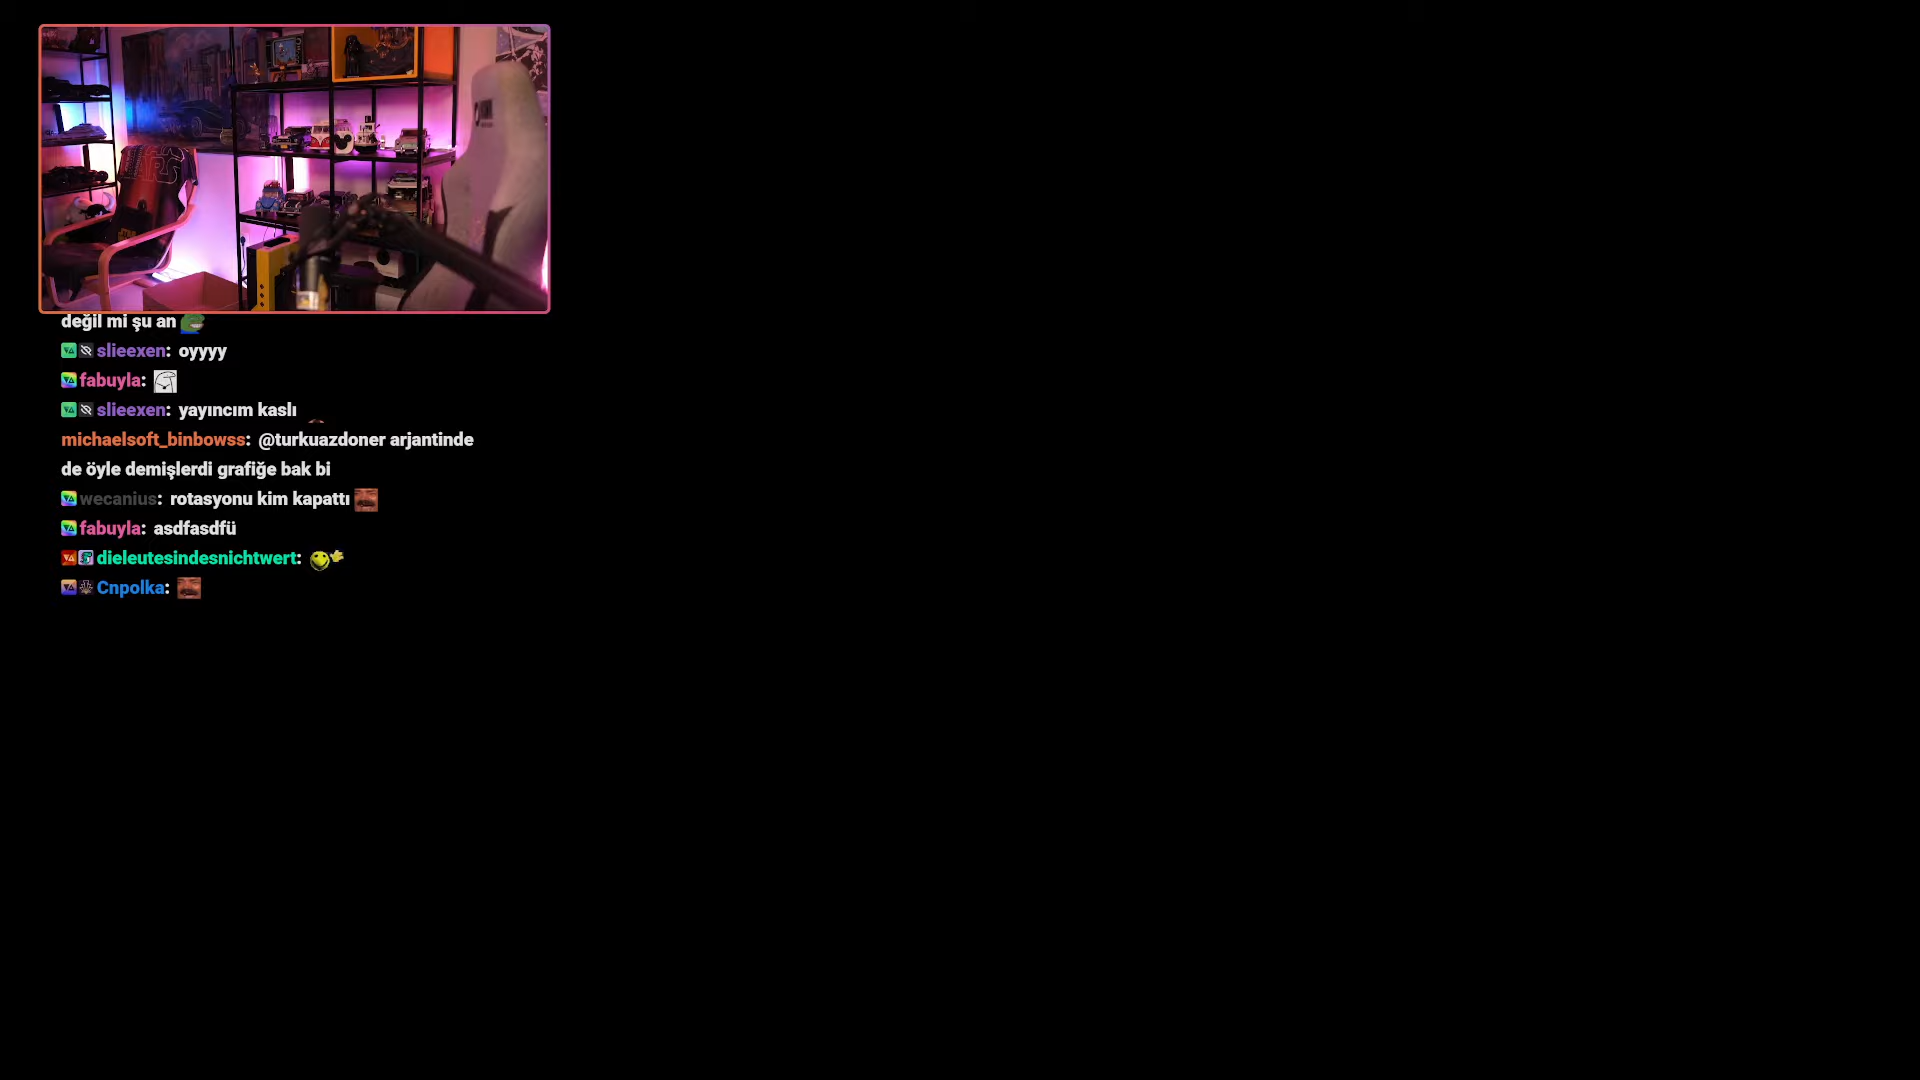 değil mi şu an
slieexen: oyyyy
fabuyla:
slieexen: yayıncım kaslı
michaelsoft_binbowss: @turkuazdoner arjantinde
de öyle demişlerdi grafiğe bak bi
wecanius: rotasyonu kim kapattı
fabuyla: asdfasdfü
dieleutesindesnichtwert:
Cnpolka: